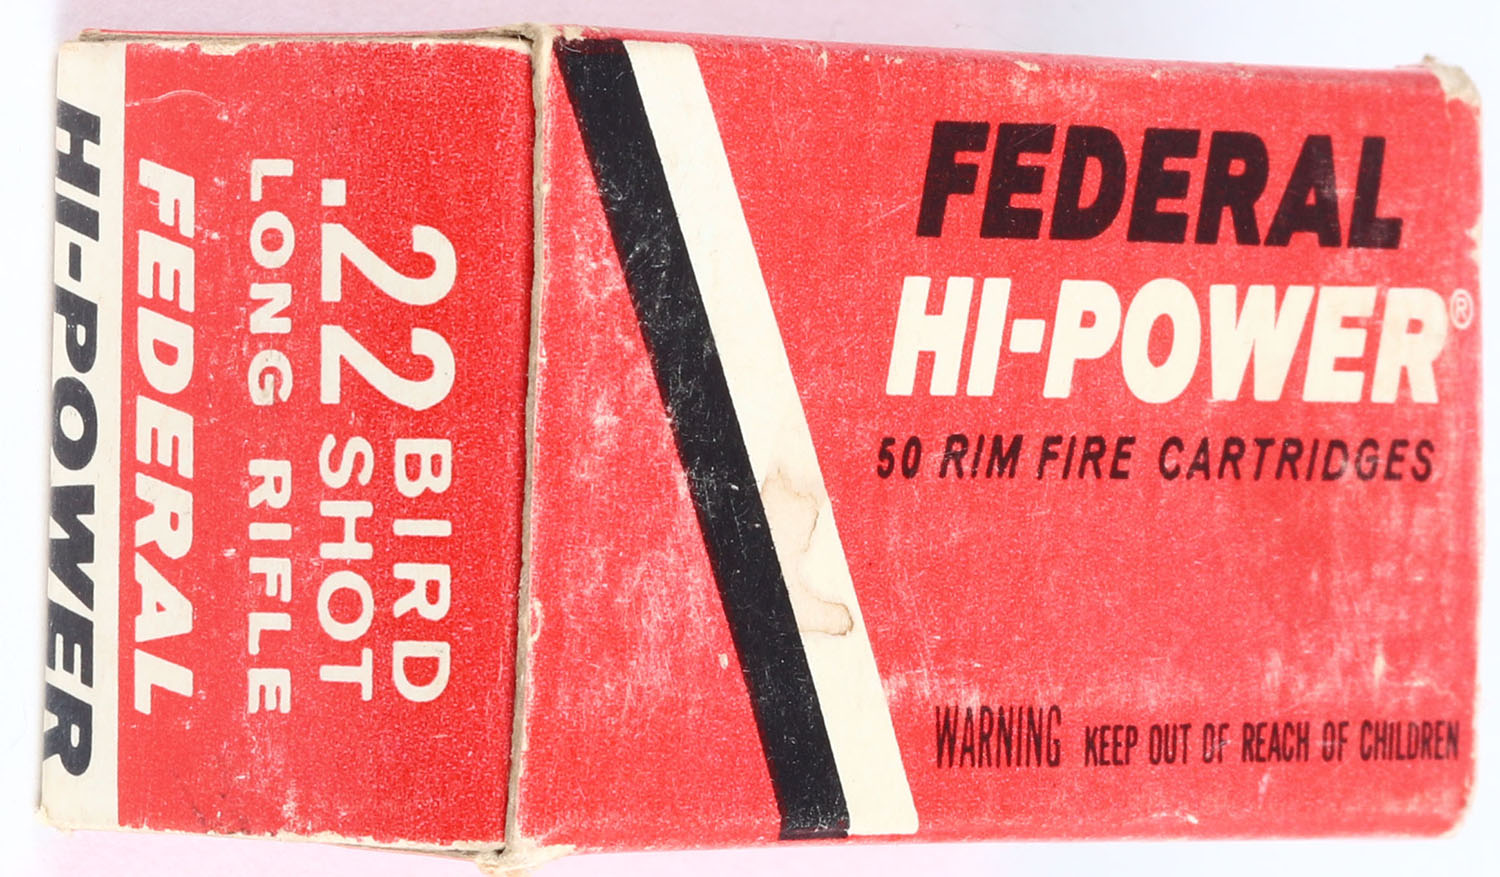 FEDERAL
HI-POWER®
50 RIM FIRE CARTRIDGES
WARNING KEEP OUT OF REACH OF CHILDREN
.22 BIRD
SHOT
LONG RIFLE
FEDERAL
HI-POWER